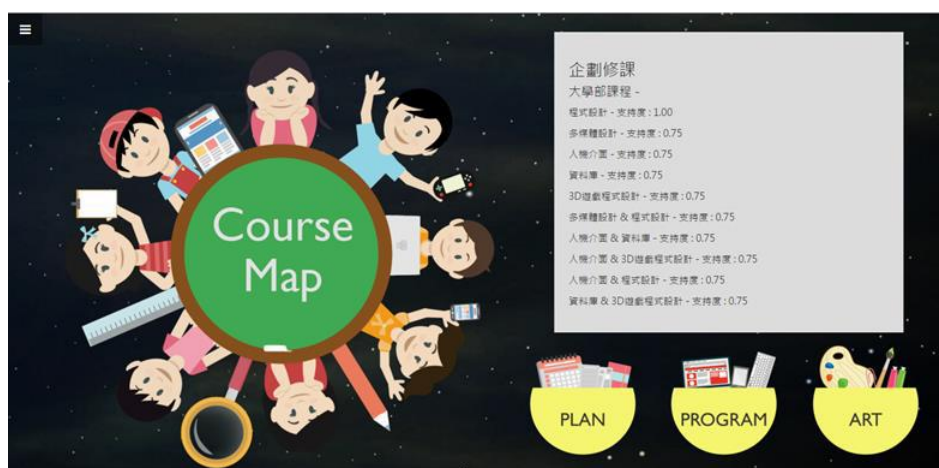 Course
Map
企劃修課
大學部課程 -
程式設計 - 支持度 : 1.00
多媒體設計 - 支持度 : 0.75
人機介面 - 支持度 : 0.75
資料庫 - 支持度 : 0.75
3D遊戲程式設計 - 支持度 : 0.75
多媒體設計 & 程式設計 - 支持度 : 0.75
人機介面 & 資料庫 - 支持度 : 0.75
人機介面 & 3D遊戲程式設計 - 支持度 : 0.75
人機介面 & 程式設計 - 支持度 : 0.75
資料庫 & 3D遊戲程式設計 - 支持度 : 0.75
PLAN
PROGRAM
ART